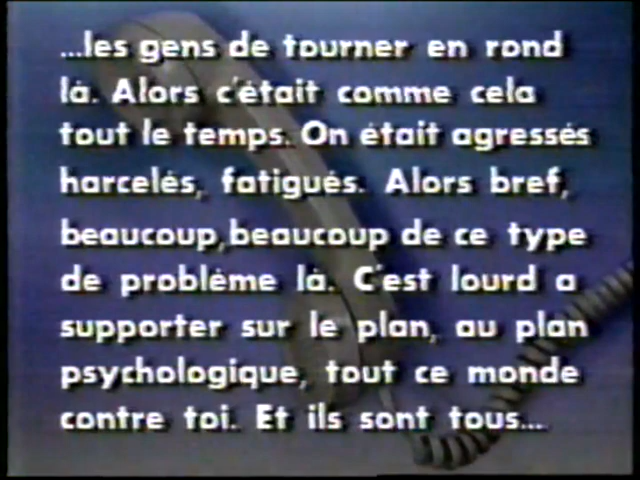 ...les gens de tourner en rond
là. Alors c'était comme cela
tout le temps. On était agressés
harcelés, fatigués. Alors bref,
beaucoup,beaucoup de ce type
de problème là. C'est lourd a
supporter sur le plan, au plan
psychologique, tout ce monde
contre toi. Et ils sont tous...